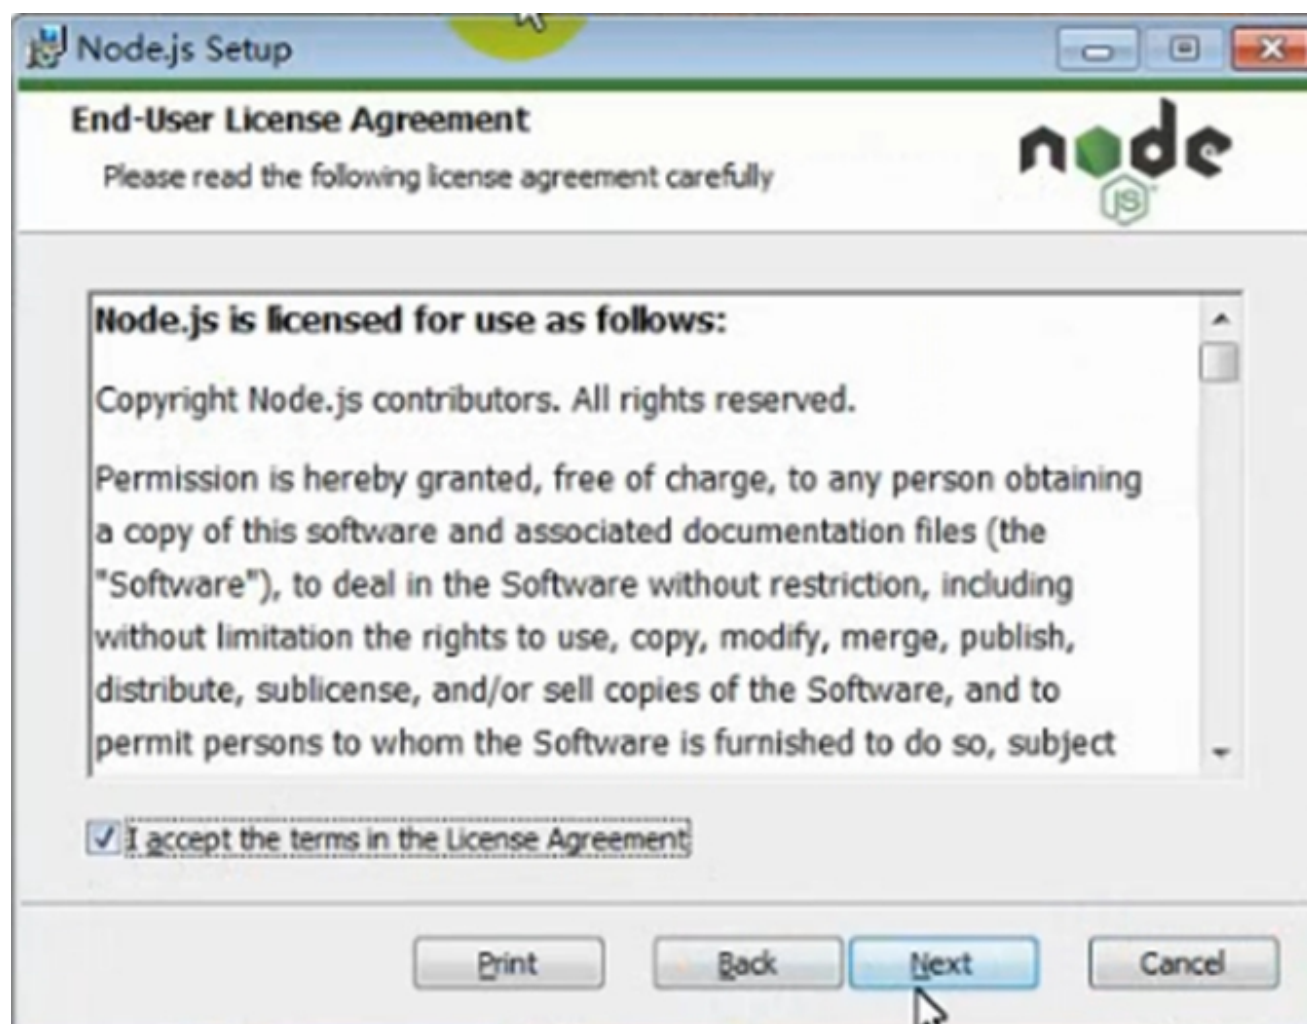 Node.js Setup
End-User License Agreement
Please read the following license agreement carefully
node
JS
Node.js is licensed for use as follows:
Copyright Node.js contributors. All rights reserved.
Permission is hereby granted, free of charge, to any person obtaining
a copy of this software and associated documentation files (the
"Software"), to deal in the Software without restriction, including
without limitation the rights to use, copy, modify, merge, publish,
distribute, sublicense, and/or sell copies of the Software, and to
permit persons to whom the Software is furnished to do so, subject
I accept the terms in the License Agreement
Print Back Next Cancel